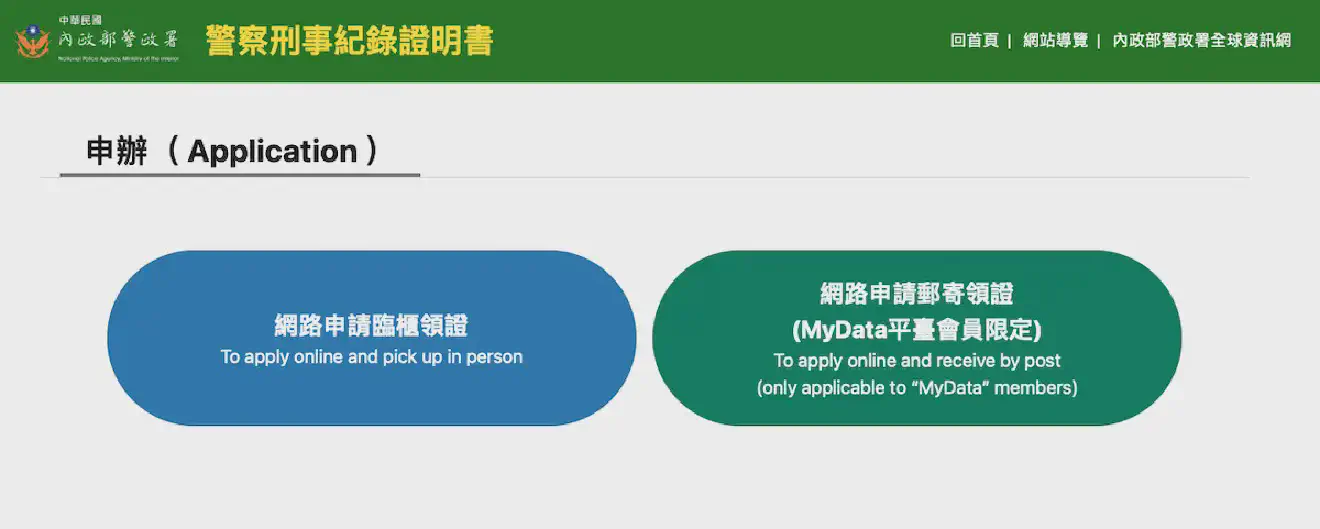 中華民國
內政部警政署
National Police Agency, Ministry of the Interior
警察刑事紀錄證明書
回首頁 | 網站導覽 | 內政部警政署全球資訊網
申辦 （Application）
網路申請臨櫃領證
To apply online and pick up in person
網路申請郵寄領證
(MyData平臺會員限定)
To apply online and receive by post
(only applicable to “MyData” members)